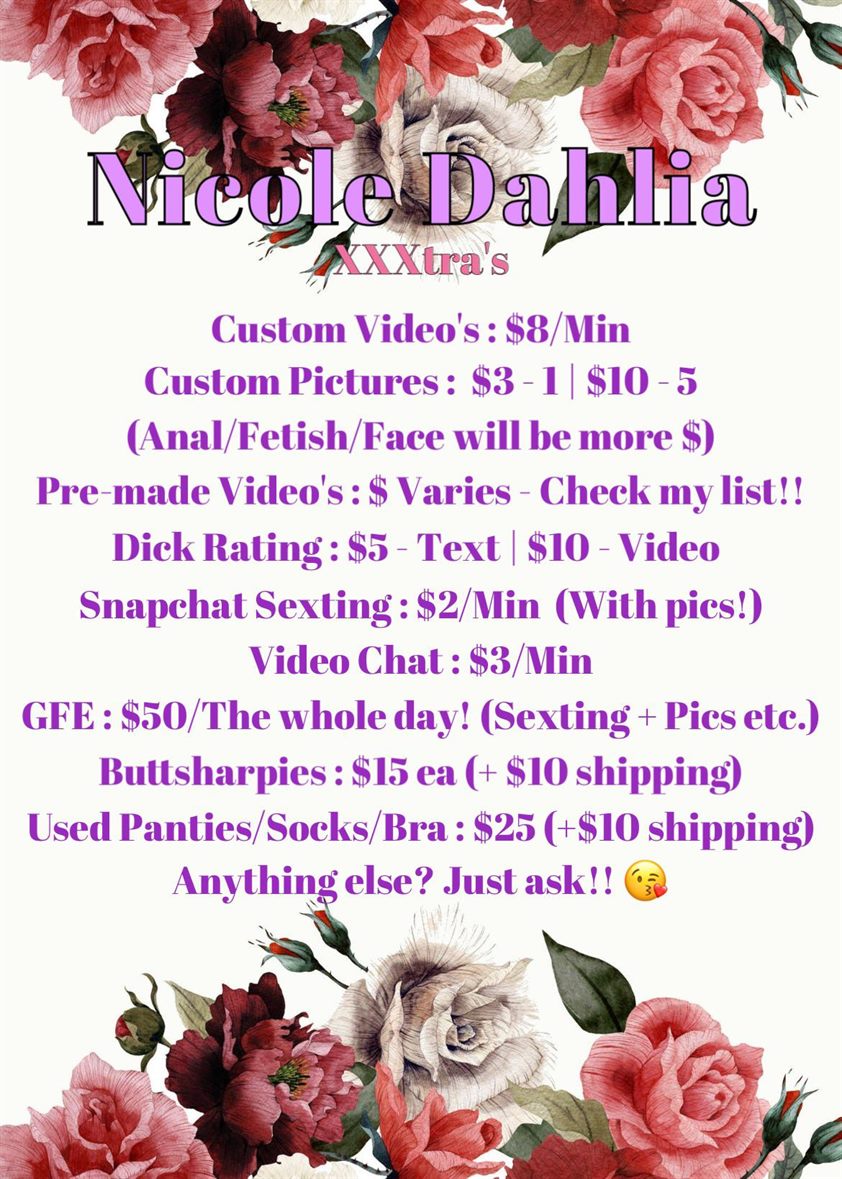 Nicole Dahlia
XXXtra's
Custom Video's : $8/Min
Custom Pictures : $3 - 1 | $10 - 5
(Anal/Fetish/Face will be more $)
Pre-made Video's : $ Varies - Check my list!!
Dick Rating : $5 - Text | $10 - Video
Snapchat Sexting : $2/Min (With pics!)
Video Chat : $3/Min
GFE : $50/The whole day! (Sexting + Pics etc.)
Buttsharpies : $15 ea (+ $10 shipping)
Used Panties/Socks/Bra : $25 (+$10 shipping)
Anything else? Just ask!! 😘